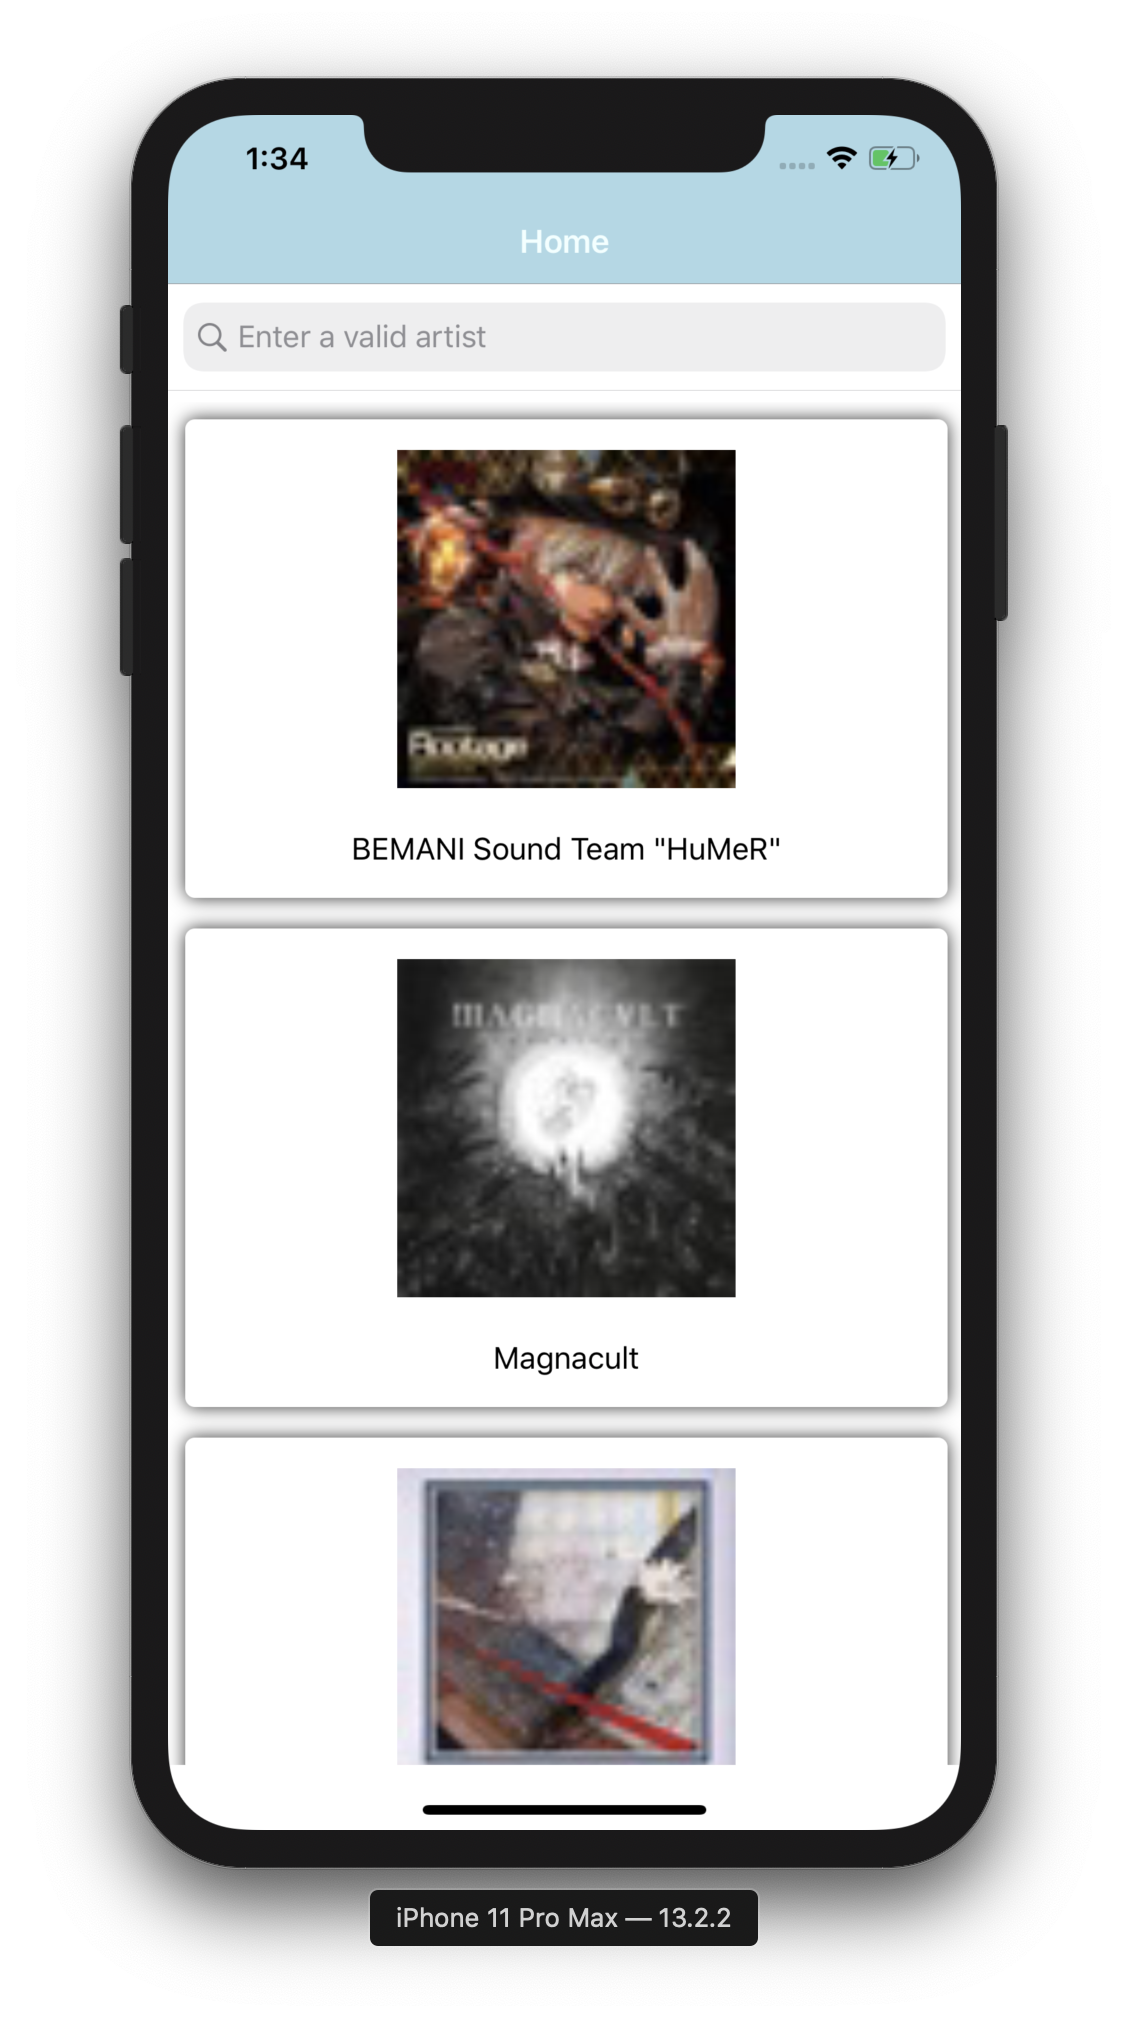 1:34
Home
Enter a valid artist
Rootage
BEMANI Sound Team "HuMeR"
MAGNACVLT
Magnacult
iPhone 11 Pro Max — 13.2.2